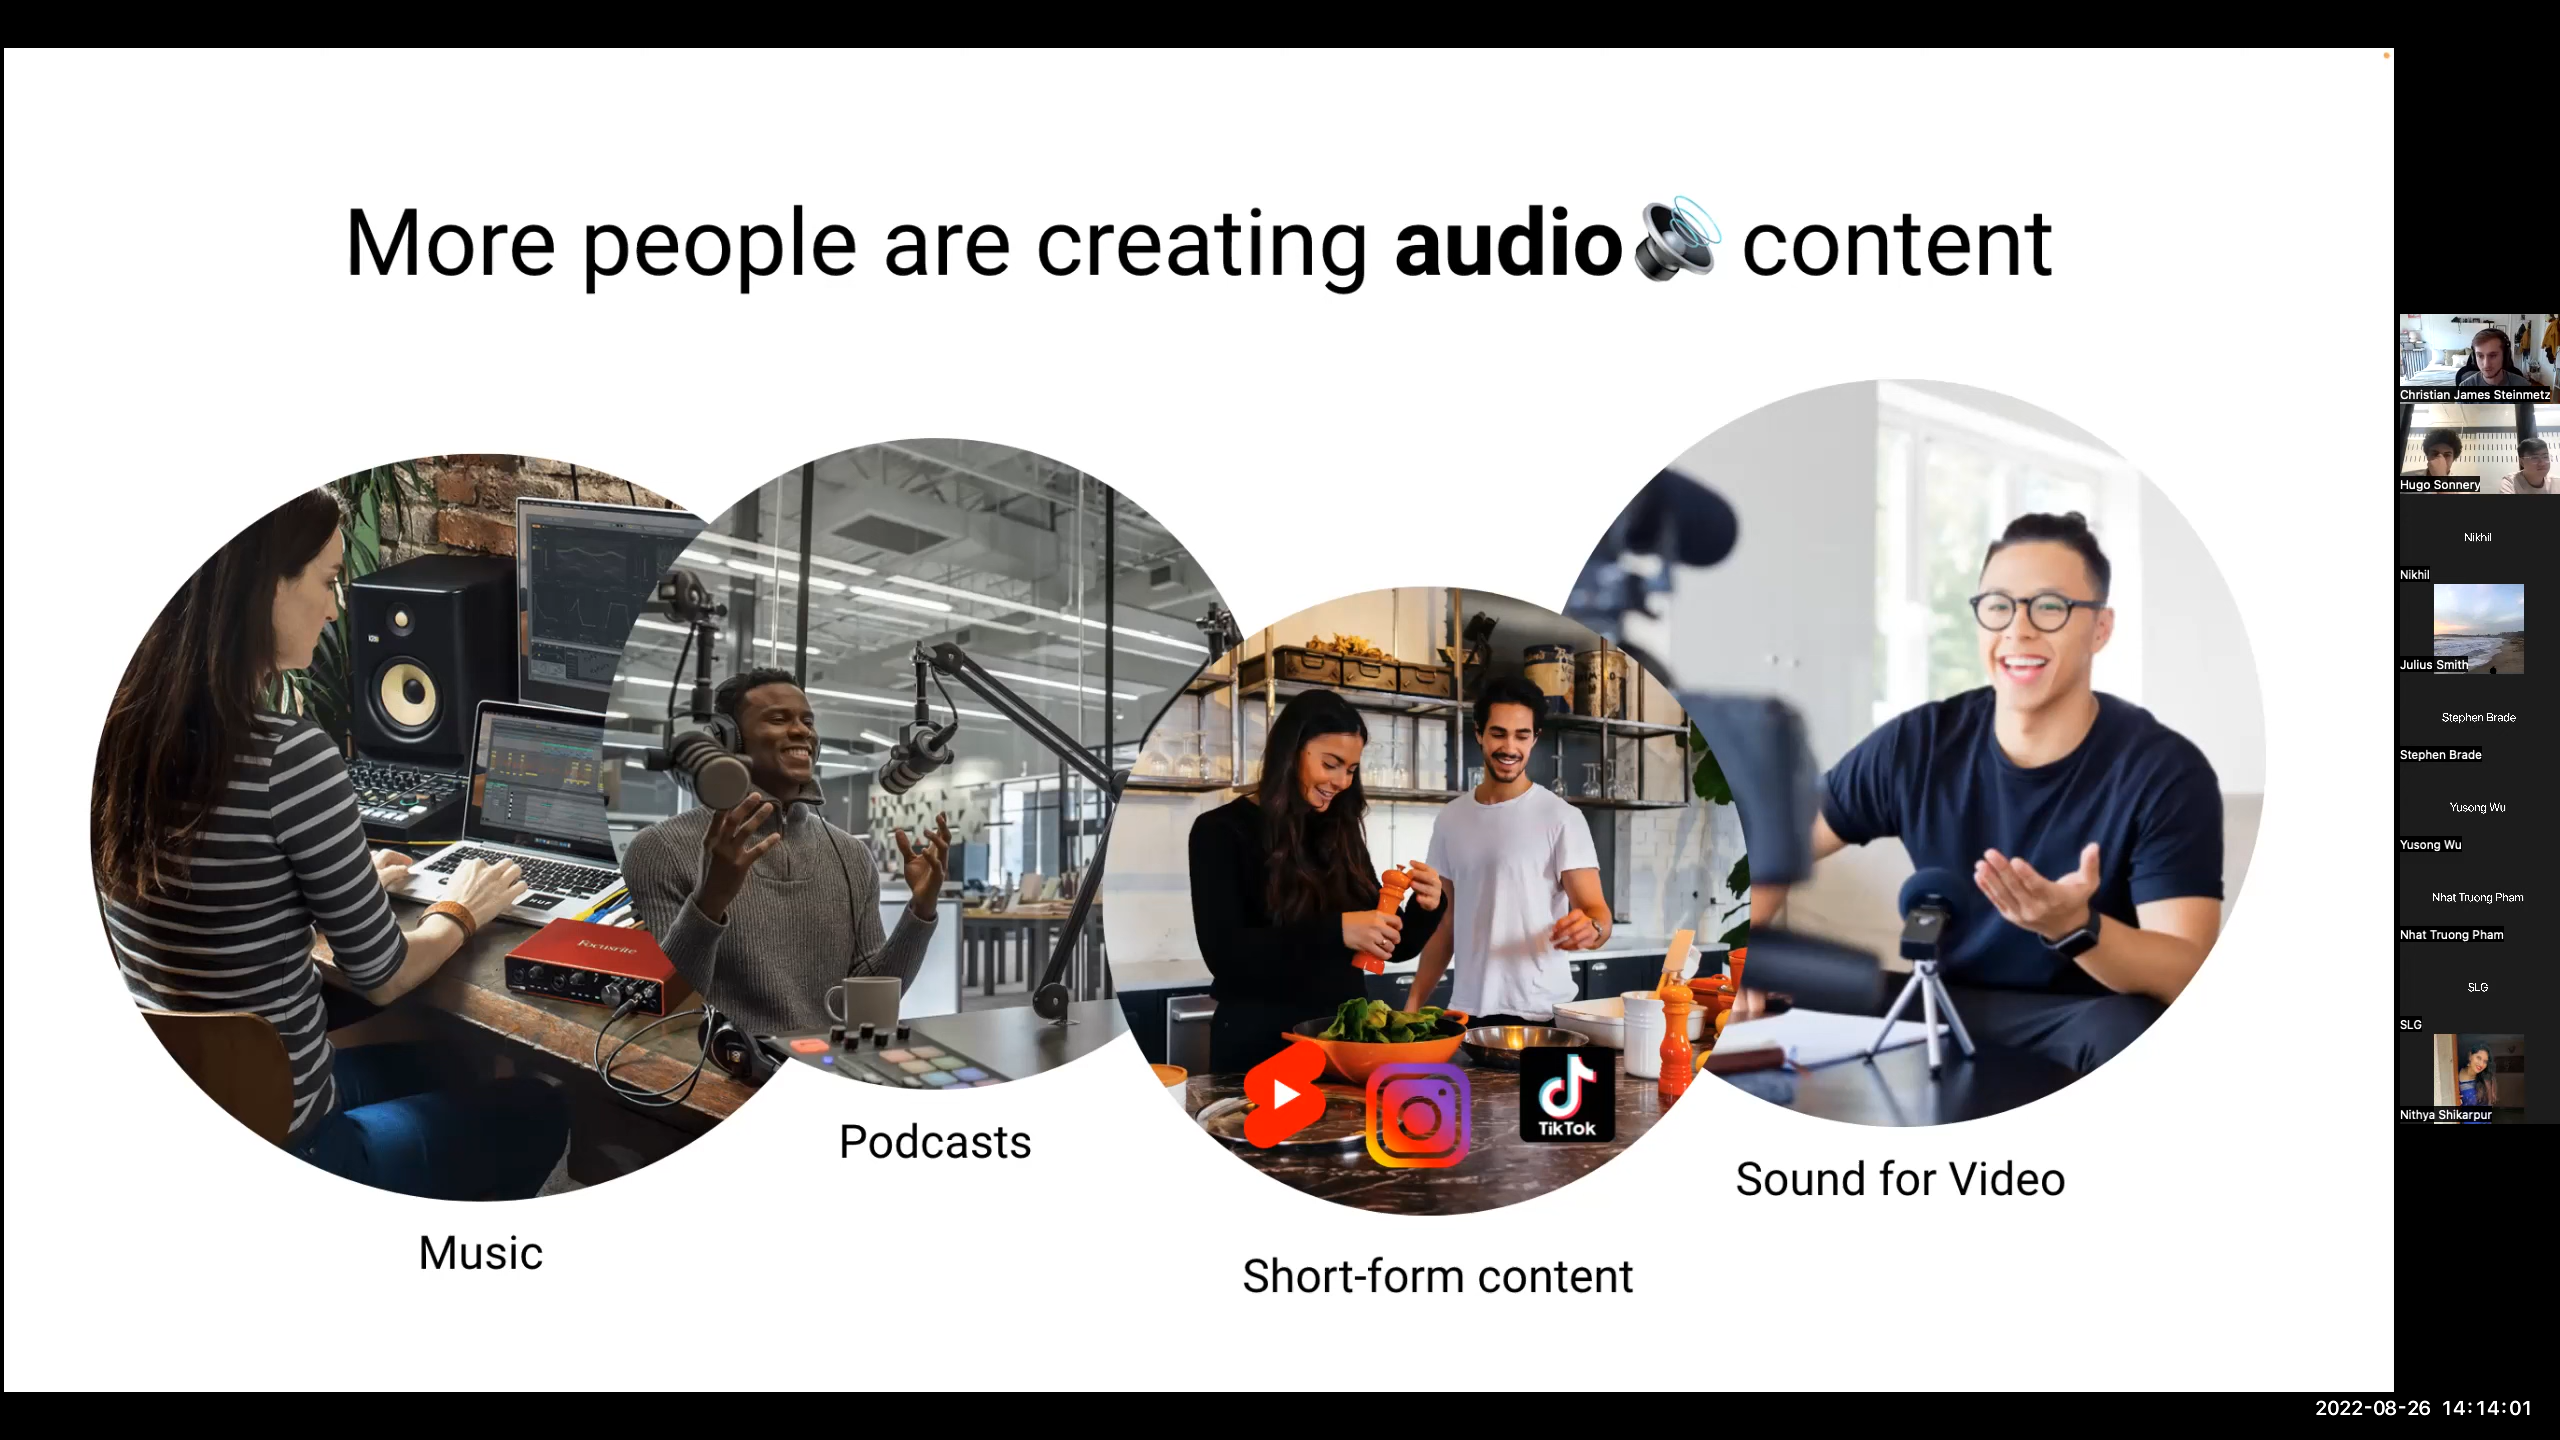 More people are creating audio content
Music
Podcasts
Short-form content
Sound for Video
Focusrite
TikTok
Christian James Steinmetz
Hugo Sonnery
Nikhil
Nikhil
Julius Smith
Stephen Brade
Stephen Brade
Yusong Wu
Yusong Wu
Nhat Truong Pham
Nhat Truong Pham
SLG
SLG
Nithya Shikarpur
2022-08-26 14:14:01